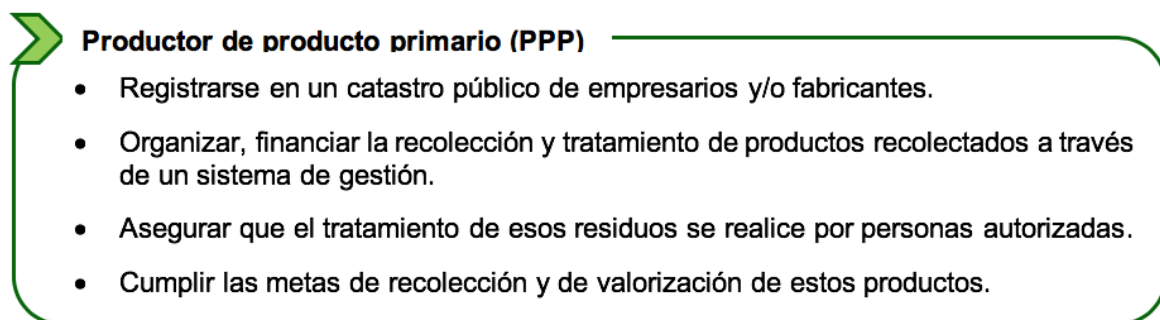 Productor de producto primario (PPP)
• Registrarse en un catastro público de empresarios y/o fabricantes.
• Organizar, financiar la recolección y tratamiento de productos recolectados a través
de un sistema de gestión.
• Asegurar que el tratamiento de esos residuos se realice por personas autorizadas.
• Cumplir las metas de recolección y de valorización de estos productos.